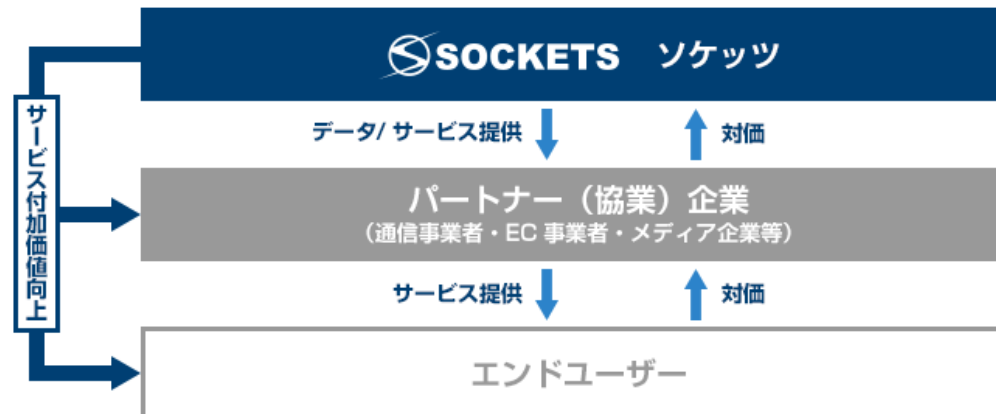 SOCKETS ソケッツ
データ/サービス提供
対価
サービス付加価値向上
パートナー（協業）企業
（通信事業者・EC 事業者・メディア企業等）
サービス提供
対価
エンドユーザー